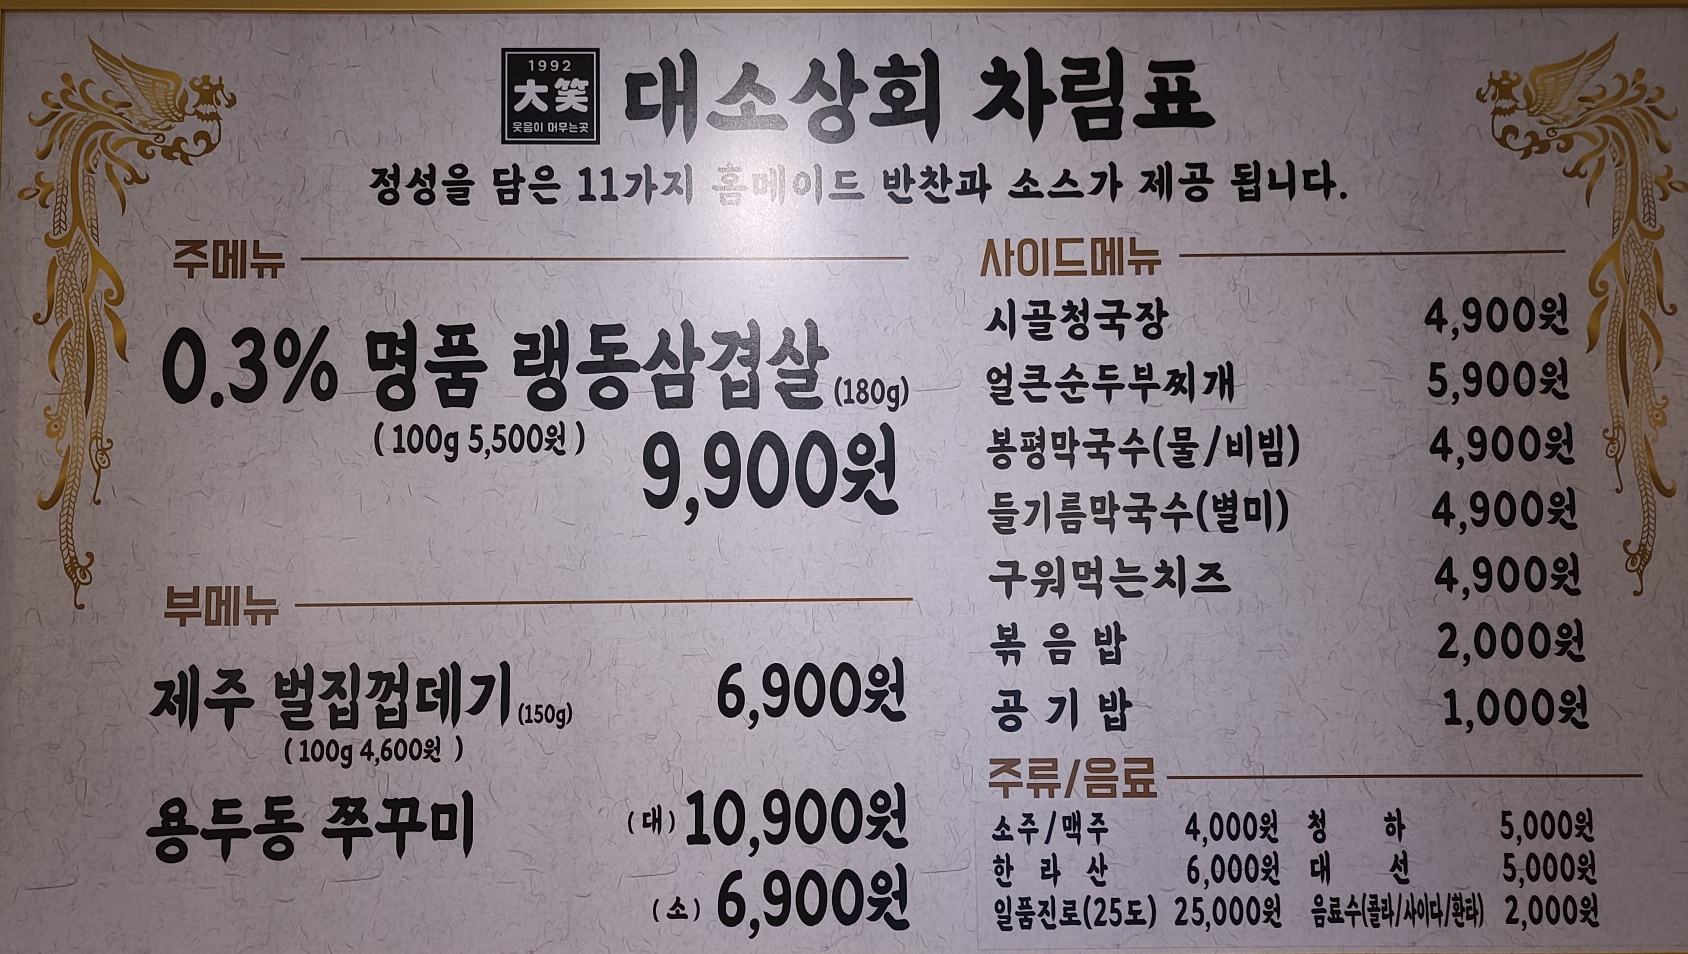 1992
大笑
웃음이 머무는곳
대소상회 차림표
정성을 담은 11가지 홈메이드 반찬과 소스가 제공 됩니다.
주메뉴
0.3% 명품 랭동삼겹살 (180g)
(100g 5,500원)
9,900원
부메뉴
제주 벌집껍데기 (150g) 6,900원
(100g 4,600원 )
용두동 쭈꾸미 (대) 10,900원
(소) 6,900원
사이드메뉴
시골청국장 4,900원
얼큰순두부찌개 5,900원
봉평막국수(물/비빔) 4,900원
들기름막국수(별미) 4,900원
구워먹는치즈 4,900원
볶음밥 2,000원
공기밥 1,000원
주류/음료
소주/맥주 4,000원 청하 5,000원
한라산 6,000원 대선 5,000원
일품진로(25도) 25,000원 음료수(콜라/사이다/환타) 2,000원